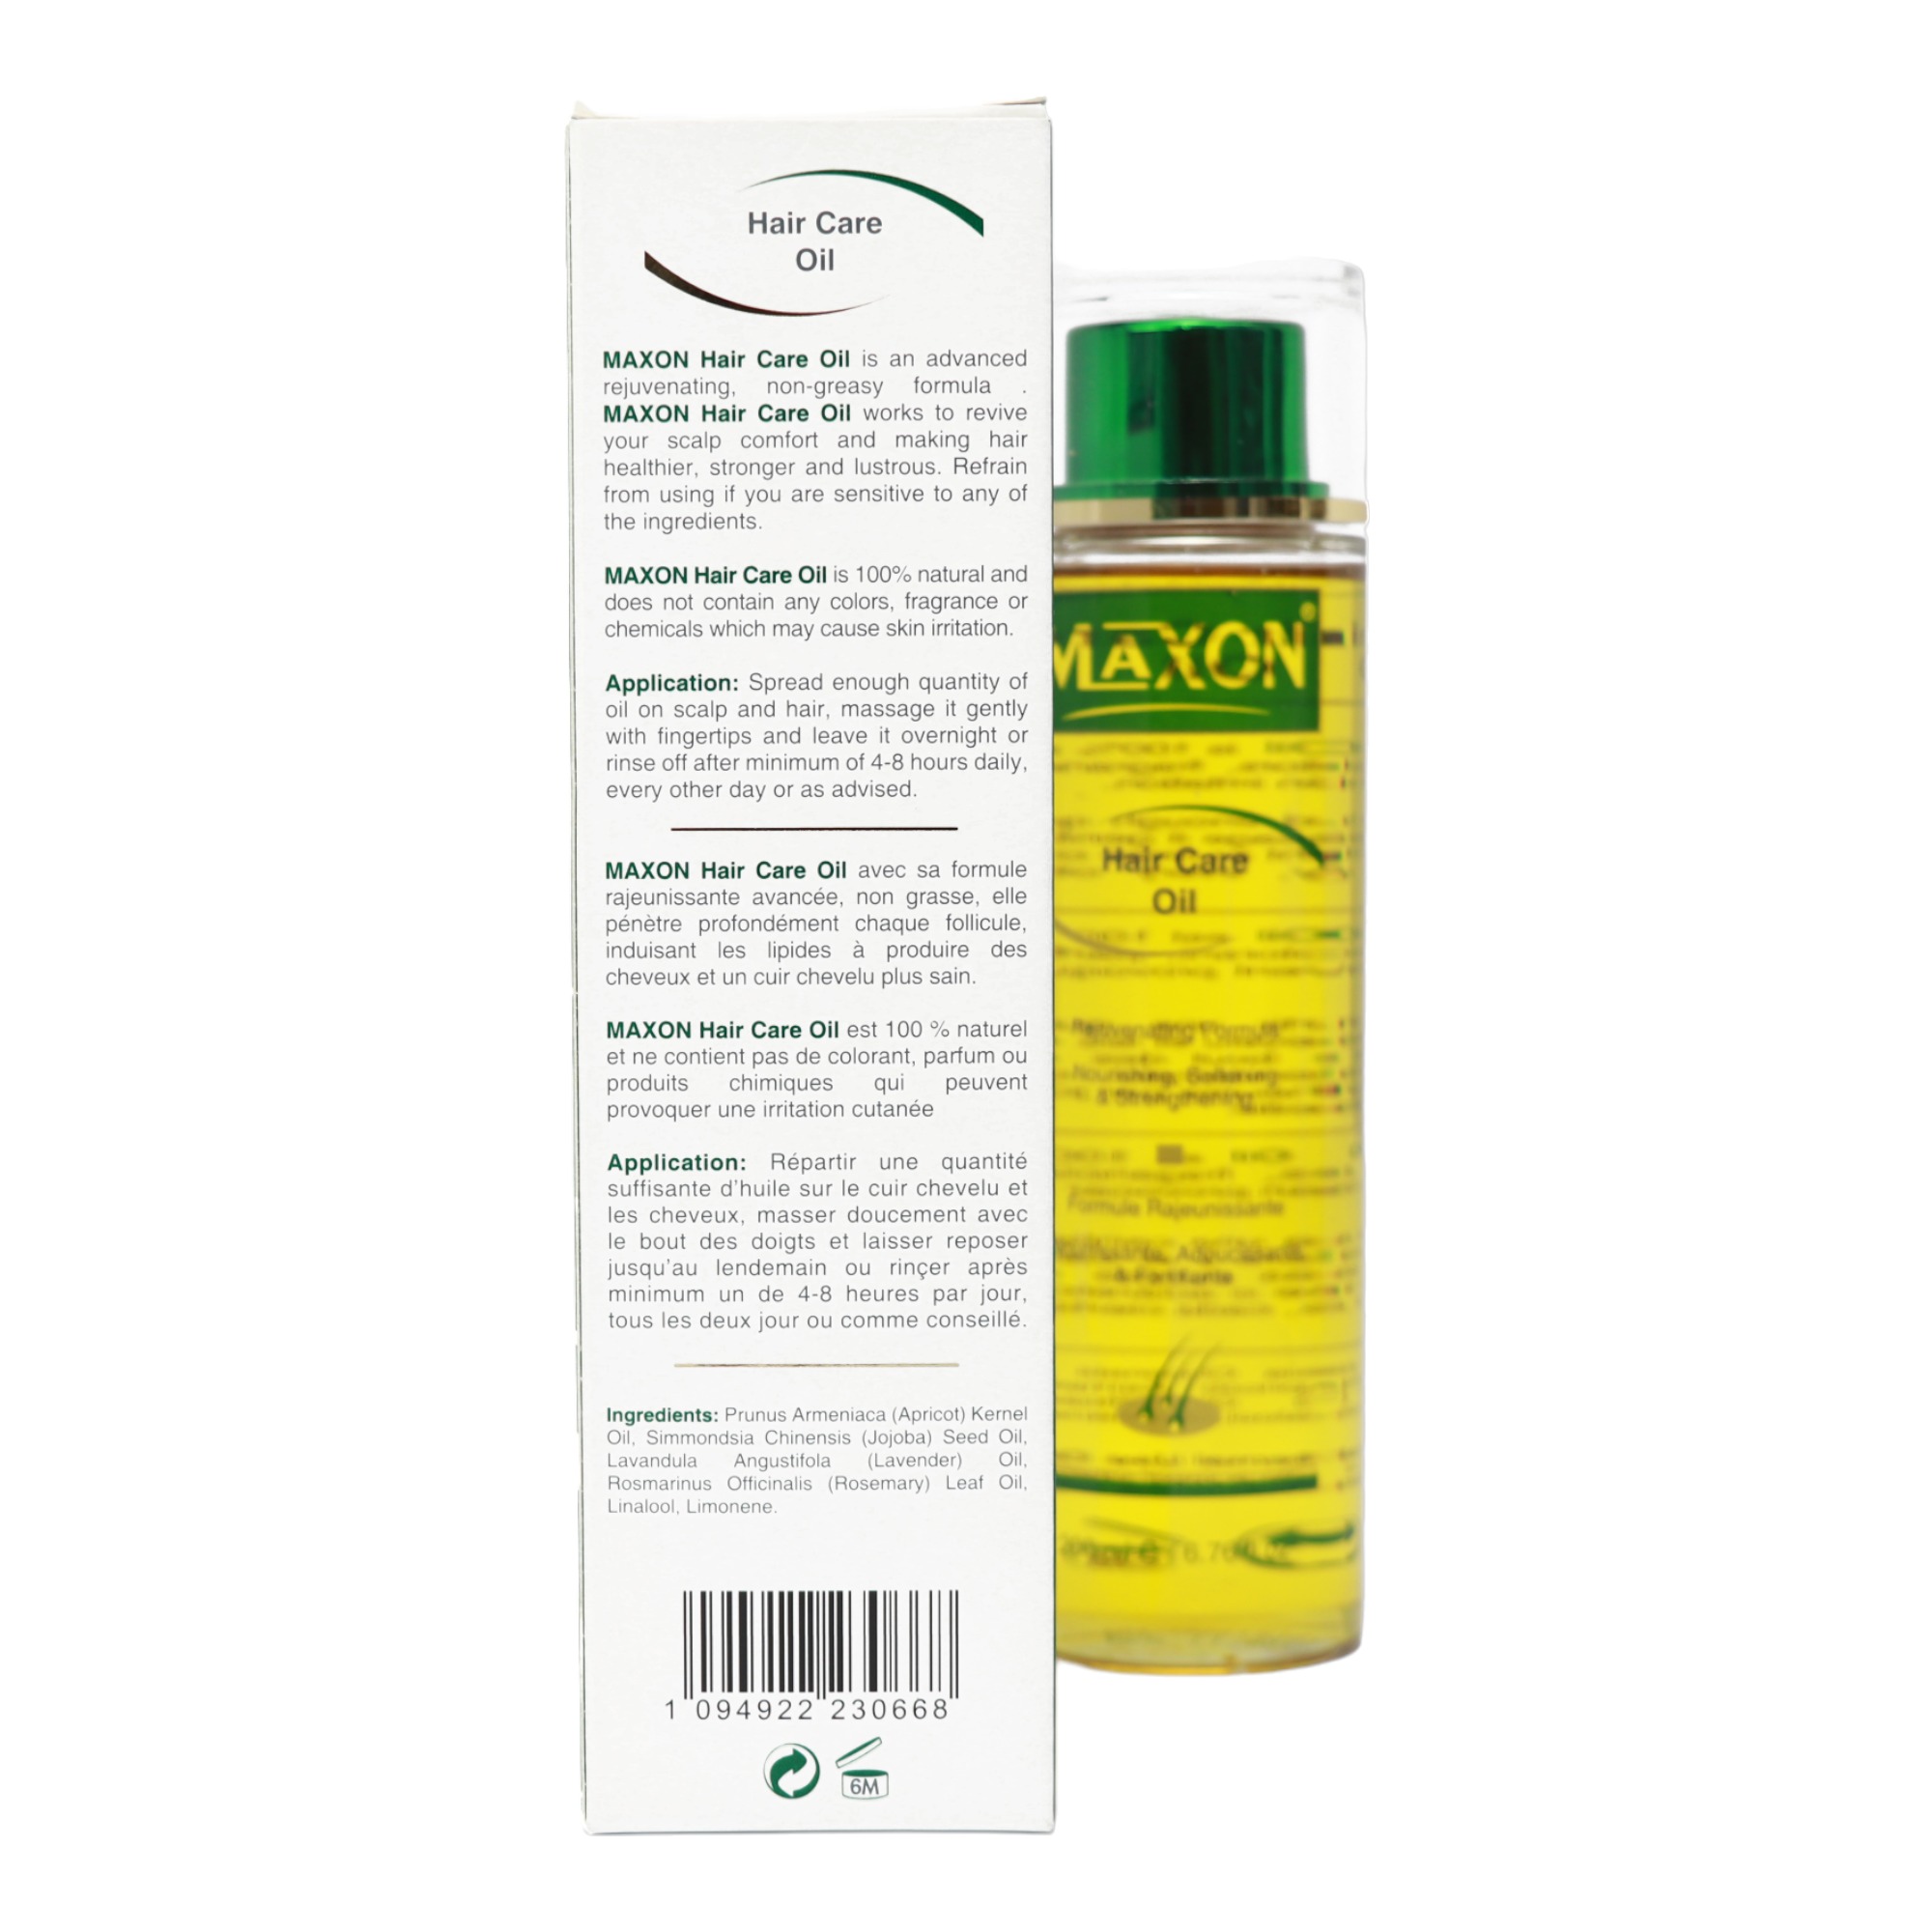 Hair Care
Oil
MAXON Hair Care Oil is an advanced
rejuvenating, non-greasy formula .
MAXON Hair Care Oil works to revive
your scalp comfort and making hair
healthier, stronger and lustrous. Refrain
from using if you are sensitive to any of
the ingredients.
MAXON Hair Care Oil is 100% natural and
does not contain any colors, fragrance or
chemicals which may cause skin irritation.
Application: Spread enough quantity of
oil on scalp and hair, massage it gently
with fingertips and leave it overnight or
rinse off after minimum of 4-8 hours daily,
every other day or as advised.
MAXON Hair Care Oil avec sa formule
rajeunissante avancée, non grasse, elle
pénètre profondément chaque follicule,
induisant les lipides à produire des
cheveux et un cuir chevelu plus sain.
MAXON Hair Care Oil est 100 % naturel
et ne contient pas de colorant, parfum ou
produits chimiques qui peuvent
provoquer une irritation cutanée
Application: Répartir une quantité
suffisante d’huile sur le cuir chevelu et
les cheveux, masser doucement avec
le bout des doigts et laisser reposer
jusqu’au lendemain ou rinçer après
minimum un de 4-8 heures par jour,
tous les deux jour ou comme conseillé.
Ingredients: Prunus Armeniaca (Apricot) Kernel
Oil, Simmondsia Chinensis (Jojoba) Seed Oil,
Lavandula Angustifola (Lavender) Oil,
Rosmarinus Officinalis (Rosemary) Leaf Oil,
Linalool, Limonene.
1 094922 230668
6M
MAXON®
Hair Care
Oil
Rejuvenating Formula
Nourishing, Softening
& Strengthening
Formule Rajeunissante
& Fortifiante